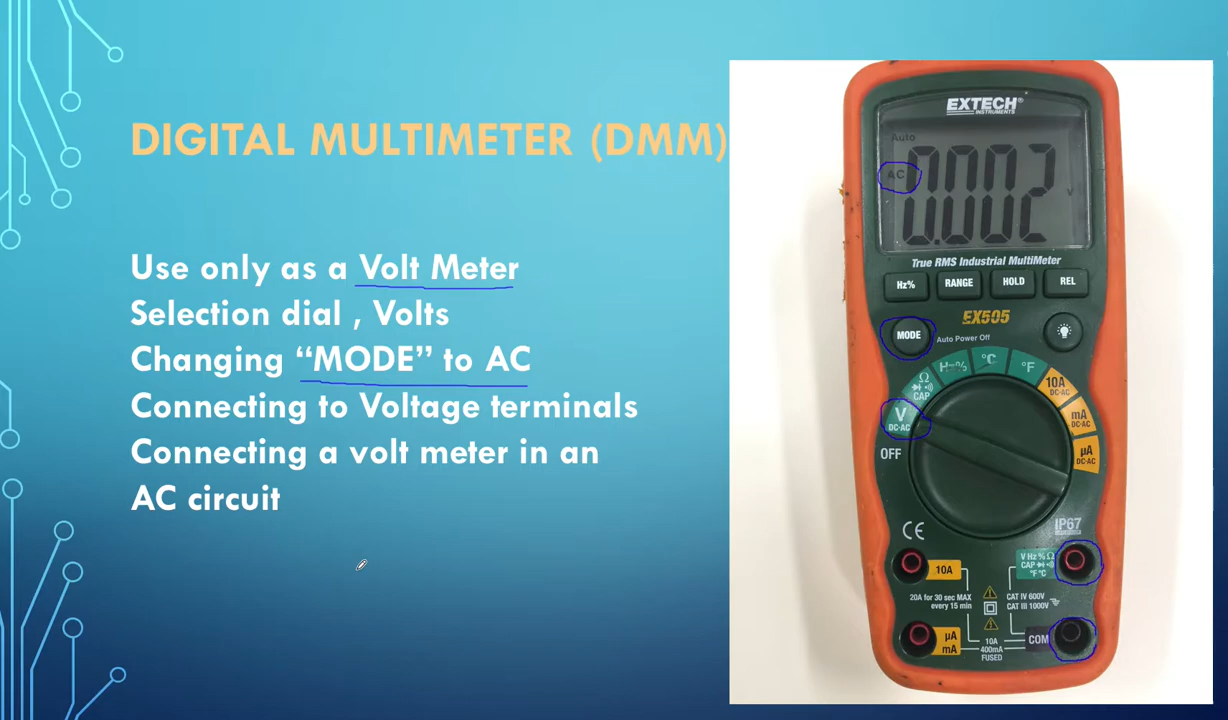 DIGITAL MULTIMETER (DMM)
Use only as a Volt Meter
Selection dial , Volts
Changing “MODE” to AC
Connecting to Voltage terminals
Connecting a volt meter in an
AC circuit
EXTECH®
INSTRUMENTS
Auto
AC
0.002
V
True RMS Industrial MultiMeter
Hz%
RANGE
HOLD
REL
EX505
MODE
Auto Power Off
Ω
CAP
Hz%
°C
°F
10A
DC·AC
mA
DC·AC
µA
DC·AC
V
DC·AC
OFF
CE
IP67
10A
V Hz % Ω
CAP
°F °C
20A for 30 sec MAX
every 15 min
CAT IV 600V
CAT III 1000V
µA
mA
10A
400mA
FUSED
COM